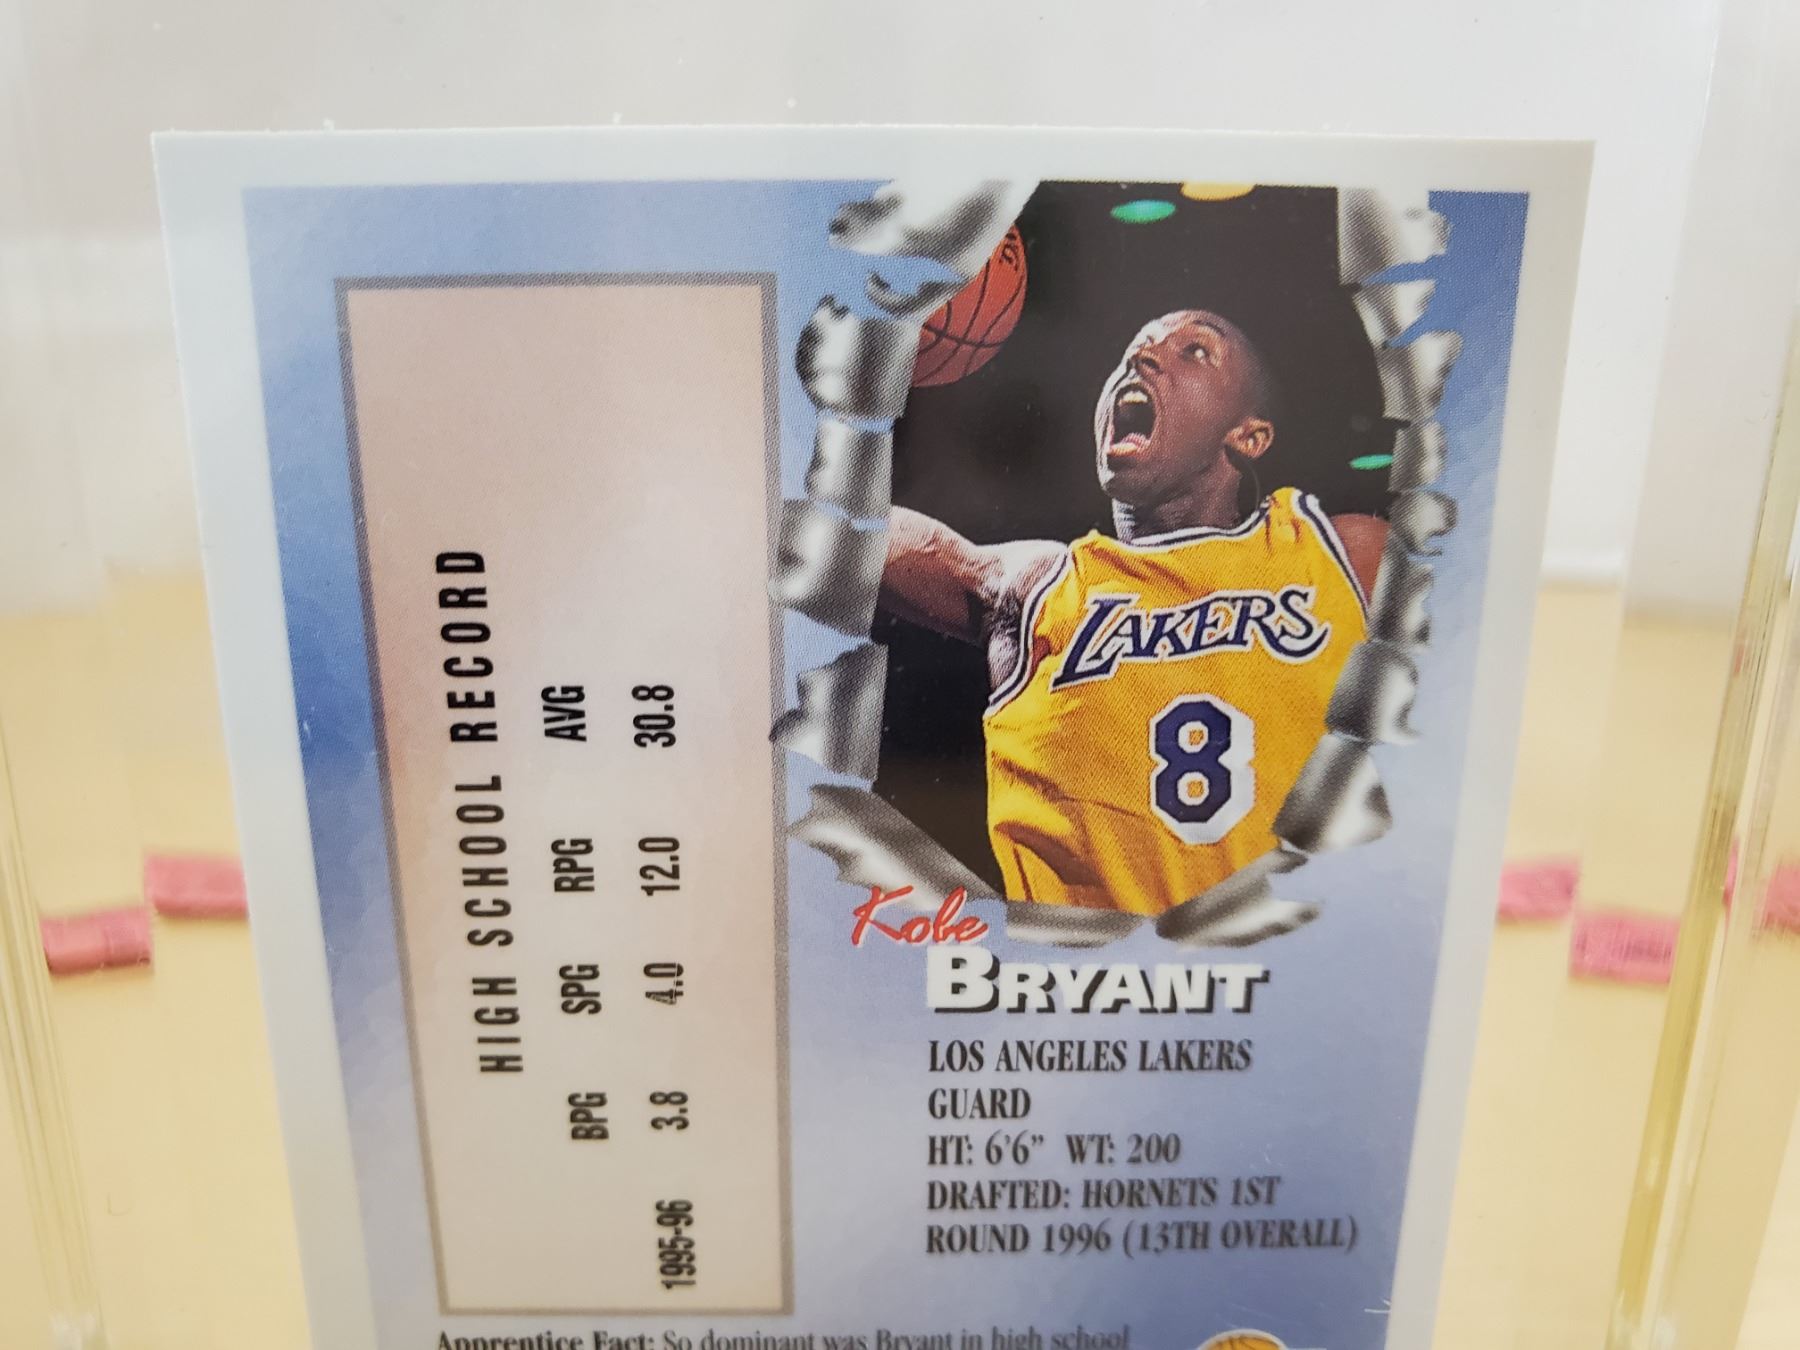 LAKERS
8
Kobe
BRYANT
LOS ANGELES LAKERS
GUARD
HT: 6'6" WT: 200
DRAFTED: HORNETS 1ST
ROUND 1996 (13TH OVERALL)
HIGH SCHOOL RECORD
BPG SPG RPG AVG
1995-96 3.8 4.0 12.0 30.8
Apprentice Fact: So dominant was Bryant in high school